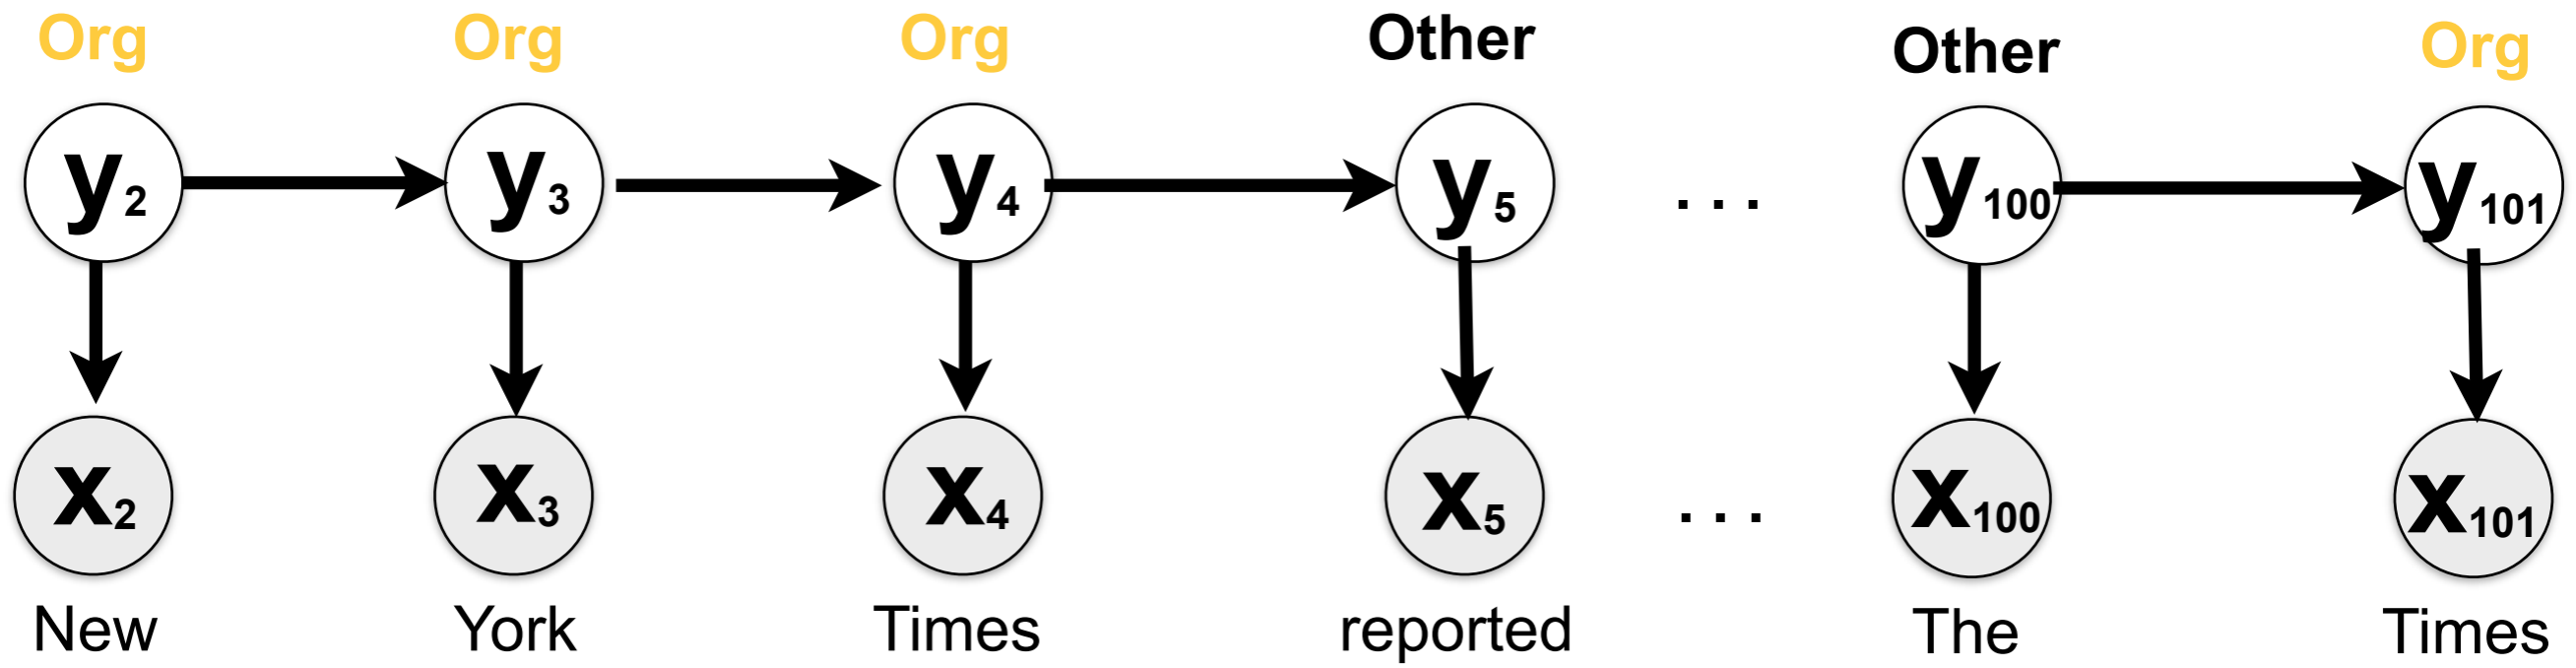 Org Org Org Other Other Org
y2 y3 y4 y5 . . . y100 y101
x2 x3 x4 x5 . . . x100 x101
New York Times reported The Times